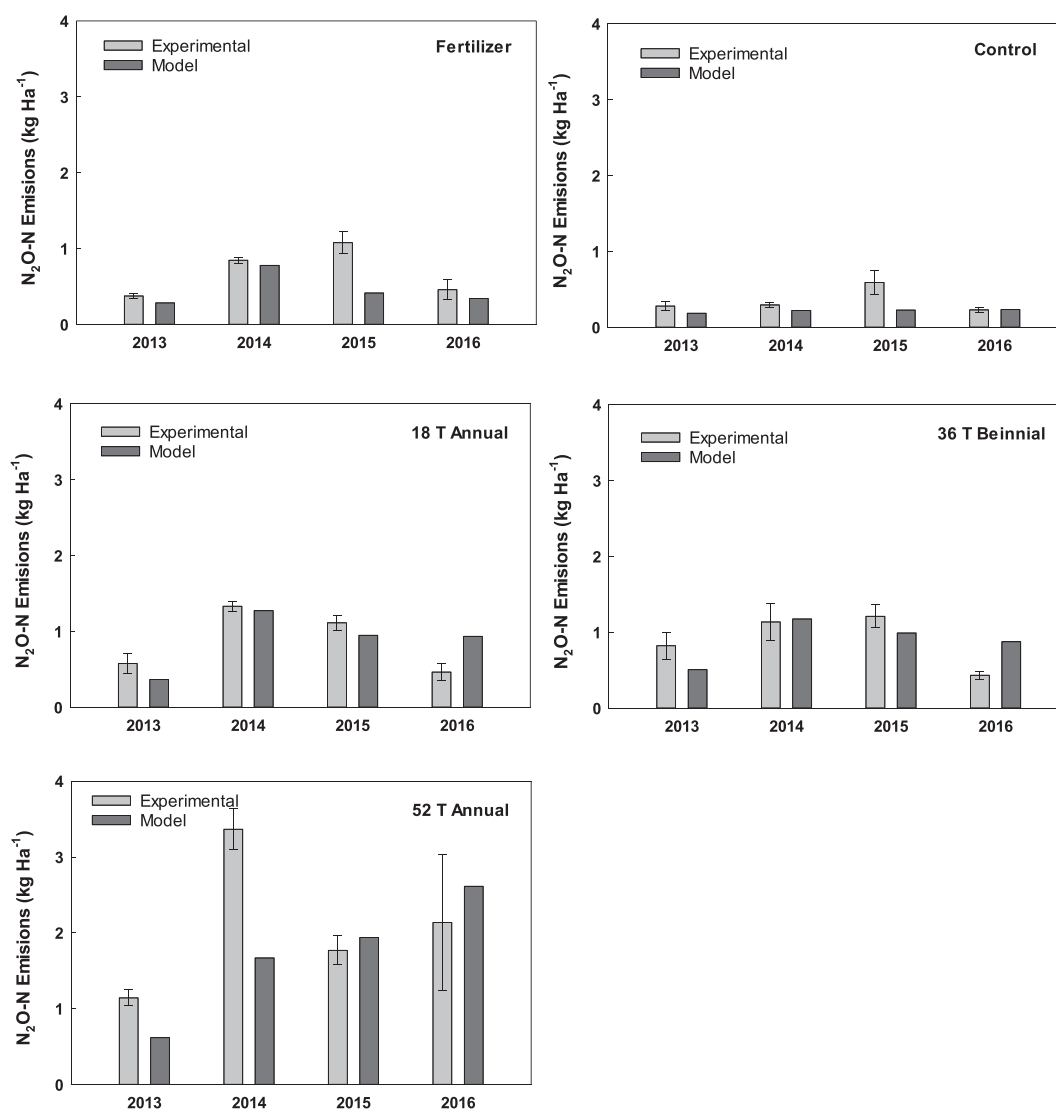 Fertilizer
Experimental
Model
N2O-N Emisions (kg Ha-1)
4
3
2
1
0
2013 2014 2015 2016
Control
Experimental
Model
N2O-N Emisions (kg Ha-1)
4
3
2
1
0
2013 2014 2015 2016
18 T Annual
Experimental
Model
N2O-N Emisions (kg Ha-1)
4
3
2
1
0
2013 2014 2015 2016
36 T Beinnial
Experimental
Model
N2O-N Emisions (kg Ha-1)
4
3
2
1
0
2013 2014 2015 2016
52 T Annual
Experimental
Model
N2O-N Emisions (kg Ha-1)
4
3
2
1
0
2013 2014 2015 2016